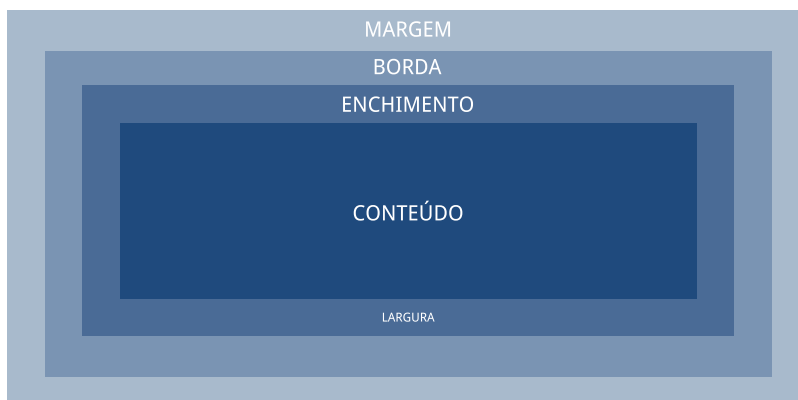 MARGEM
BORDA
ENCHIMENTO
CONTEÚDO
LARGURA